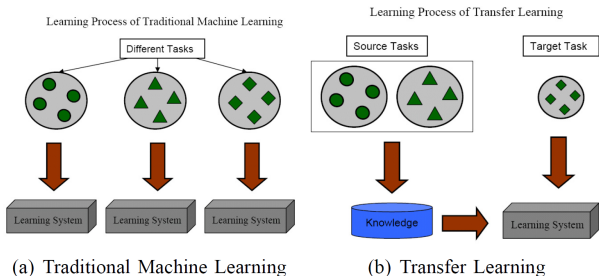 Learning Process of Traditional Machine Learning
Different Tasks
Learning System
Learning System
Learning System
(a) Traditional Machine Learning
Learning Process of Transfer Learning
Source Tasks
Target Task
Knowledge
Learning System
(b) Transfer Learning